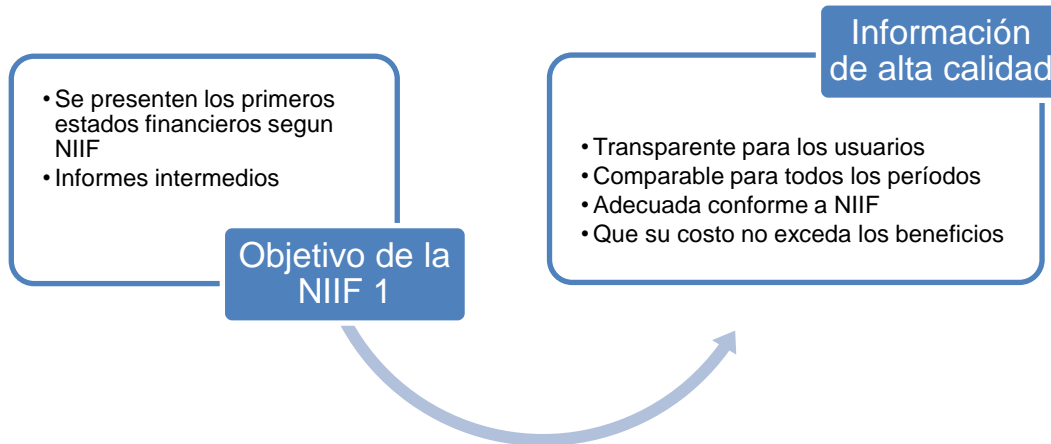 • Se presenten los primeros
estados financieros segun
NIIF
• Informes intermedios
Objetivo de la
NIIF 1
Información
de alta calidad
• Transparente para los usuarios
• Comparable para todos los períodos
• Adecuada conforme a NIIF
• Que su costo no exceda los beneficios